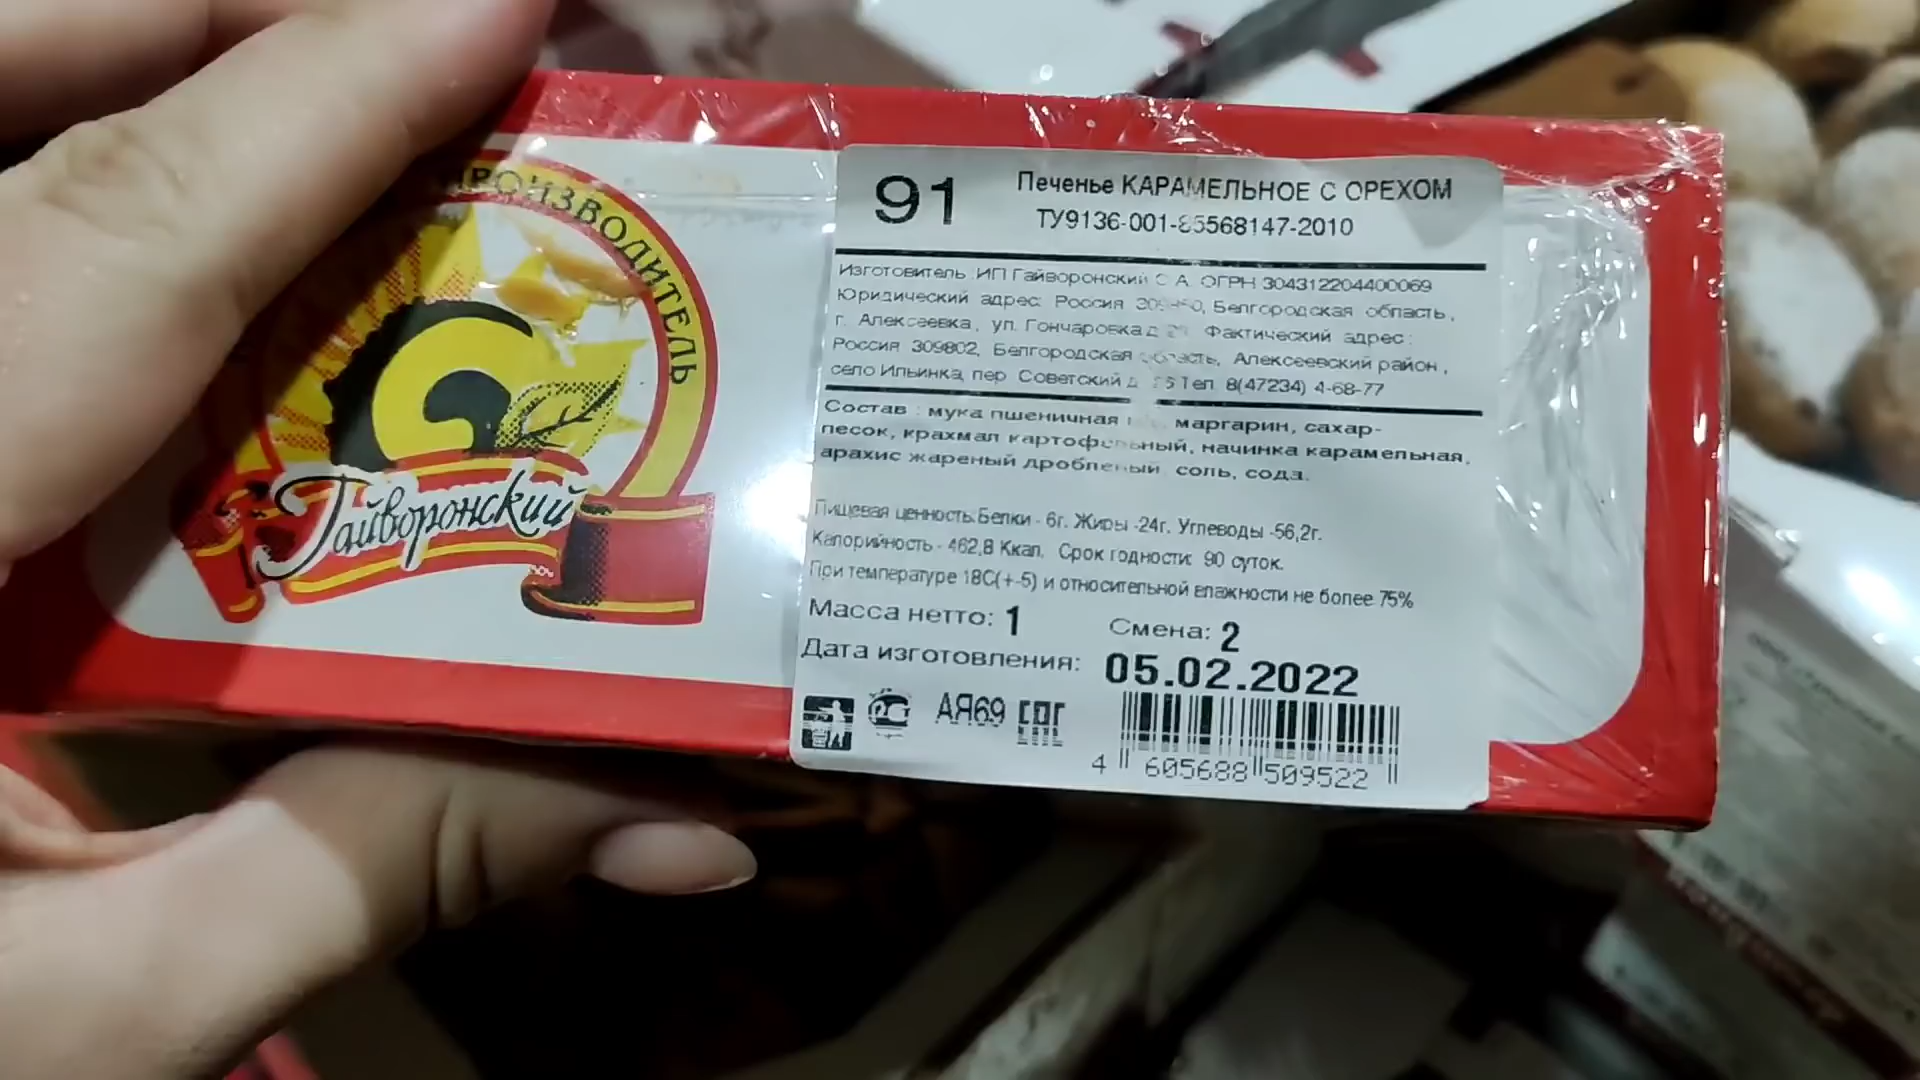 ПРОИЗВОДИТЕЛЬ
Гайворонский
91
Печенье КАРАМЕЛЬНОЕ С ОРЕХОМ
ТУ9136-001-85568147-2010
Изготовитель ИП Гайворонский С А. ОГРН 304312204400069
Юридический адрес: Россия Белгородская область,
г. Алексеевка, ул. Гончаровка д Фактический адрес:
Россия 309802, Белгородская область, Алексеевский район,
село Ильинка, пер Советский д Тел 8(47234) 4-68-77
Состав : мука пшеничная маргарин, сахар-
песок, крахмал картофельный, начинка карамельная,
арахис жареный дробленый соль, сода.
Пищевая ценность:Белки - 6г. Жиры -24г. Углеводы -56,2г.
Калорийность - 462,8 Ккал, Срок годности: 90 суток.
При температуре 18С(+-5) и относительной влажности не более 75%
Масса нетто: 1 Смена: 2
Дата изготовления: 05.02.2022
РСТ АЯ69 ЕАС
4 605688 509522